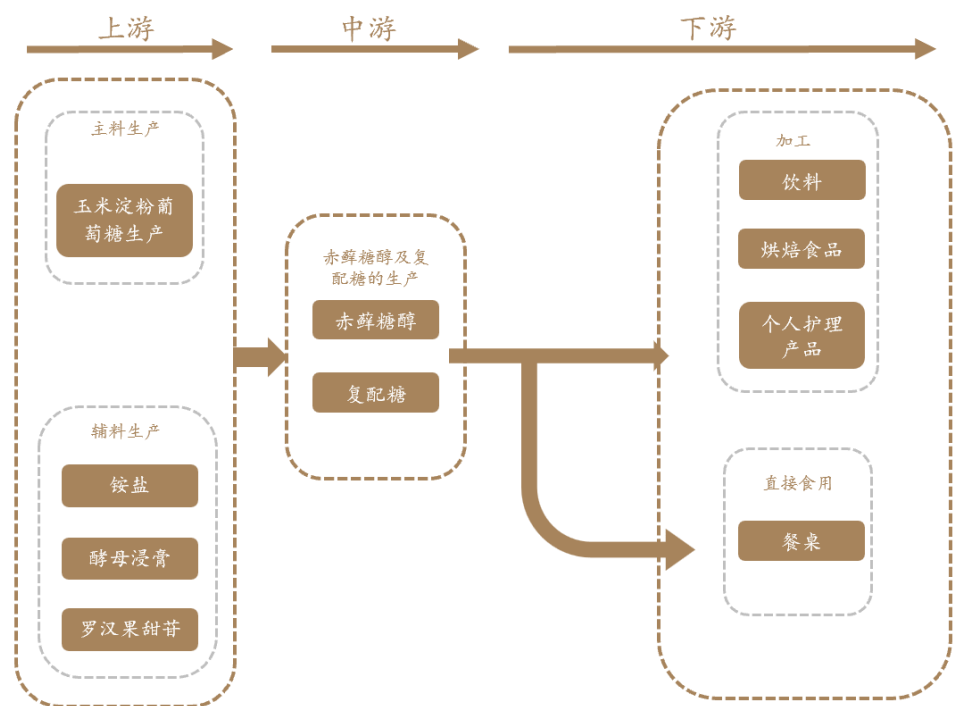 上游
中游
下游
主料生产
玉米淀粉葡
萄糖生产
辅料生产
铵盐
酵母浸膏
罗汉果甜苷
赤藓糖醇及复
配糖的生产
赤藓糖醇
复配糖
加工
饮料
烘焙食品
个人护理
产品
直接食用
餐桌